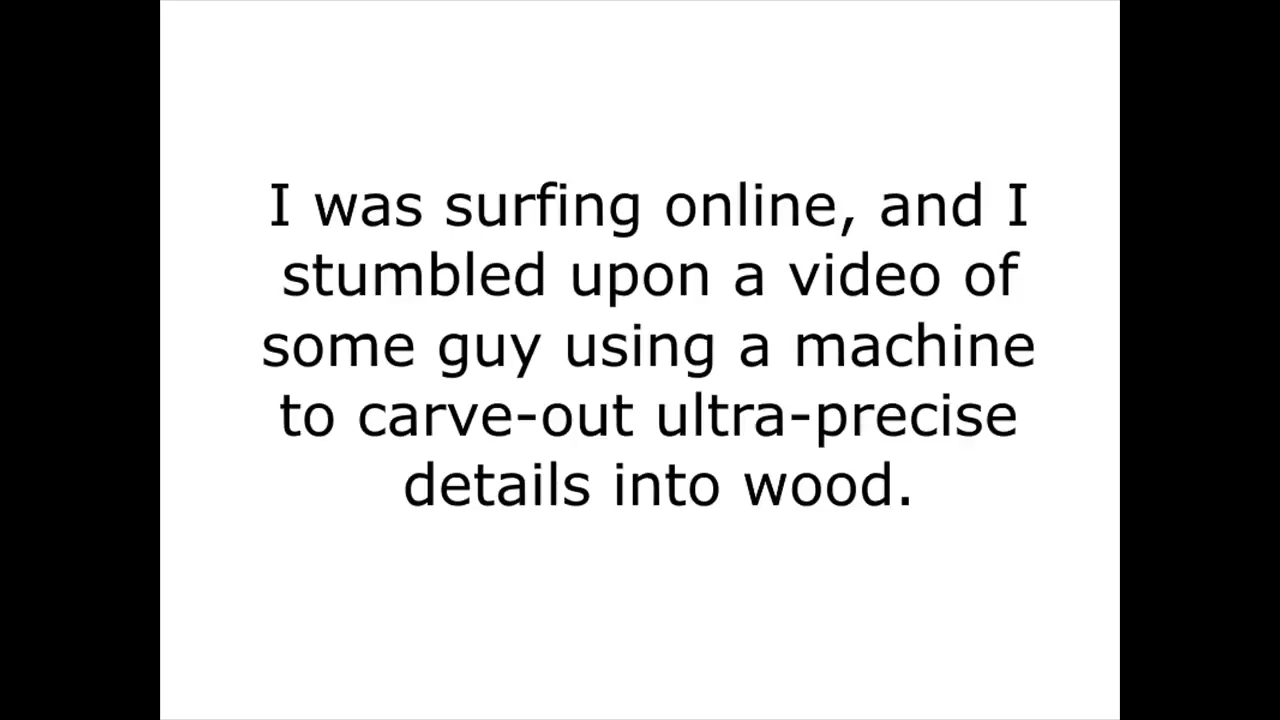 I was surfing online, and I
stumbled upon a video of
some guy using a machine
to carve-out ultra-precise
details into wood.